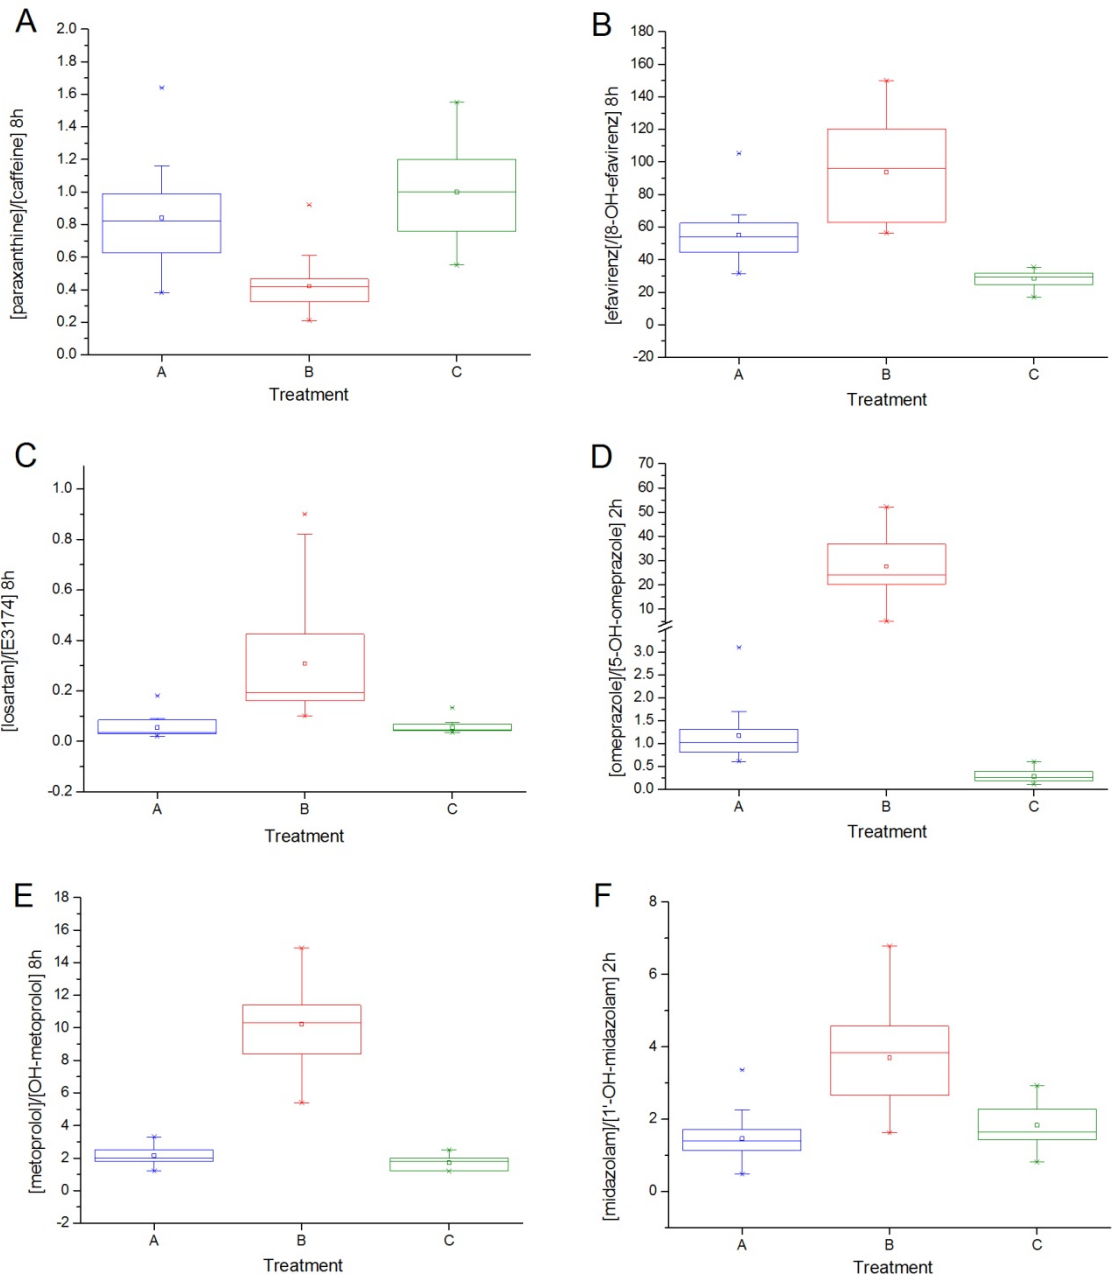 A
[paraxanthine]/[caffeine] 8h
2.0
1.8
1.6
1.4
1.2
1.0
0.8
0.6
0.4
0.2
0.0
A B C
Treatment
B
[efavirenz[/[8-OH-efavirenz] 8h
180
160
140
120
100
80
60
40
20
0
-20
A B C
Treatment
C
[losartan]/[E3174] 8h
1.0
0.8
0.6
0.4
0.2
0.0
-0.2
A B C
Treatment
D
[omeprazole]/[5-OH-omeprazole] 2h
70
60
50
40
30
20
10
3.0
2.5
2.0
1.5
1.0
0.5
0.0
A B C
Treatment
E
[metoprolol]/[OH-metoprolol] 8h
18
16
14
12
10
8
6
4
2
0
-2
A B C
Treatment
F
[midazolam]/[1'-OH-midazolam] 2h
8
6
4
2
0
A B C
Treatment